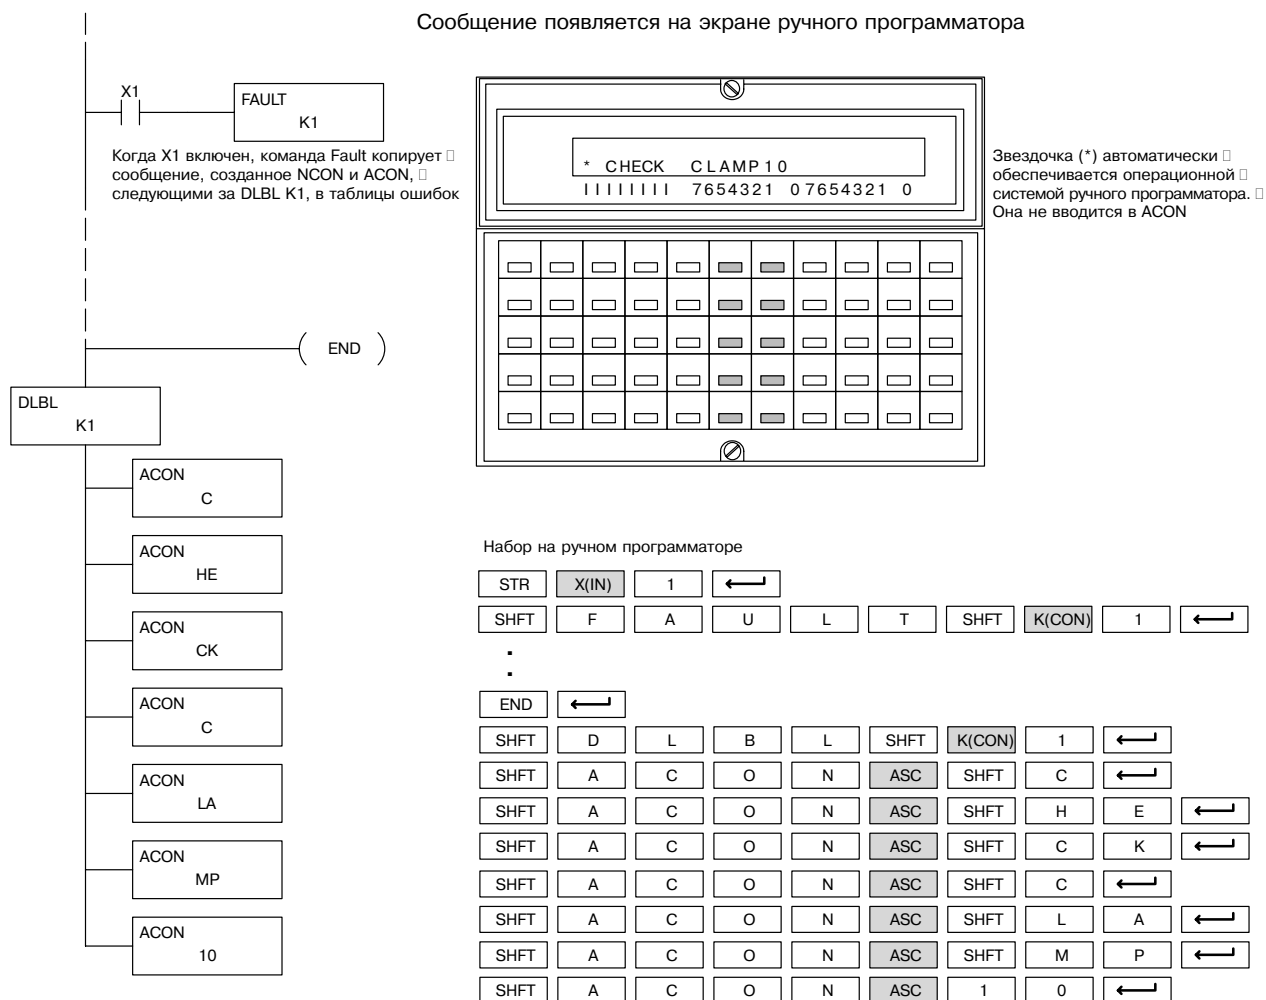 Сообщение появляется на экране ручного программатора
X1
FAULT
K1
Когда X1 включен, команда Fault копирует
сообщение, созданное NCON и ACON,
следующими за DLBL K1, в таблицы ошибок
* CHECK CLAMP10
IIIIIIII 7654321 07654321 0
Звездочка (*) автоматически
обеспечивается операционной
системой ручного программатора.
Она не вводится в ACON
END
DLBL
K1
ACON
C
ACON
HE
ACON
CK
ACON
C
ACON
LA
ACON
MP
ACON
10
Набор на ручном программаторе
STR X(IN) 1
SHFT F A U L T SHFT K(CON) 1
END
SHFT D L B L SHFT K(CON) 1
SHFT A C O N ASC SHFT C
SHFT A C O N ASC SHFT H E
SHFT A C O N ASC SHFT C K
SHFT A C O N ASC SHFT C
SHFT A C O N ASC SHFT L A
SHFT A C O N ASC SHFT M P
SHFT A C O N ASC 1 0